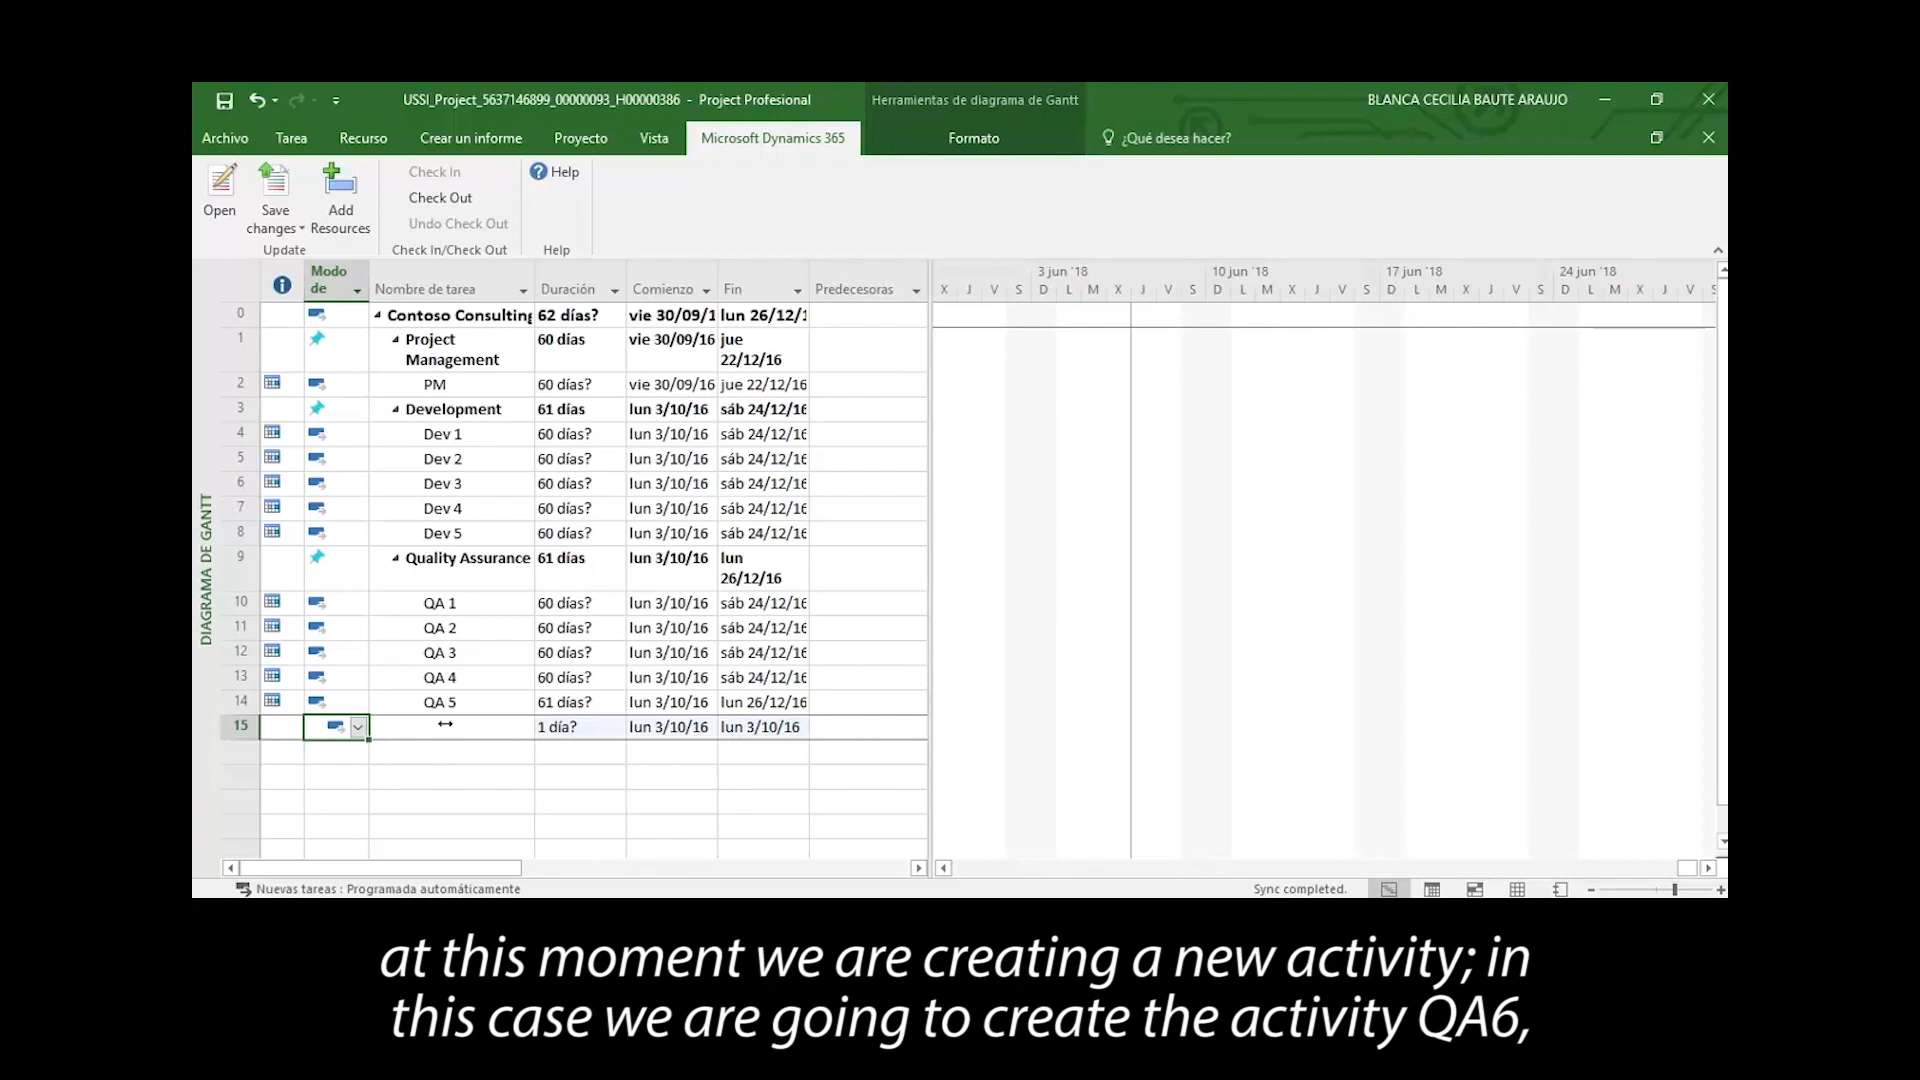 USSI_Project_5637146899_00000093_H00000386 - Project Profesional
Herramientas de diagrama de Gantt
BLANCA CECILIA BAUTE ARAUJO
Archivo Tarea Recurso Crear un informe Proyecto Vista Microsoft Dynamics 365 Formato ¿Qué desea hacer?
Open
Save changes
Add Resources
Update
Check In
Check Out
Undo Check Out
Check In/Check Out
Help
Help
Modo de Nombre de tarea Duración Comienzo Fin Predecesoras
3 jun '18 10 jun '18 17 jun '18 24 jun '18
X J V S D L M X J V S D L M X J V S D L M X J V S D L M X J V S
0 Contoso Consulting 62 días? vie 30/09/1 lun 26/12/1
1 Project Management 60 días vie 30/09/16 jue 22/12/16
2 PM 60 días? vie 30/09/16 jue 22/12/16
3 Development 61 días lun 3/10/16 sáb 24/12/16
4 Dev 1 60 días? lun 3/10/16 sáb 24/12/16
5 Dev 2 60 días? lun 3/10/16 sáb 24/12/16
6 Dev 3 60 días? lun 3/10/16 sáb 24/12/16
7 Dev 4 60 días? lun 3/10/16 sáb 24/12/16
8 Dev 5 60 días? lun 3/10/16 sáb 24/12/16
9 Quality Assurance 61 días lun 3/10/16 lun 26/12/16
10 QA 1 60 días? lun 3/10/16 sáb 24/12/16
11 QA 2 60 días? lun 3/10/16 sáb 24/12/16
12 QA 3 60 días? lun 3/10/16 sáb 24/12/16
13 QA 4 60 días? lun 3/10/16 sáb 24/12/16
14 QA 5 61 días? lun 3/10/16 lun 26/12/16
15 1 día? lun 3/10/16 lun 3/10/16
DIAGRAMA DE GANTT
Nuevas tareas : Programada automáticamente
Sync completed.
at this moment we are creating a new activity; in
this case we are going to create the activity QA6,